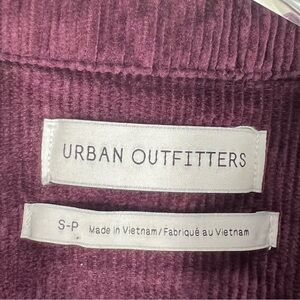 URBAN OUTFITTERS
S-P Made in Vietnam/Fabriqué au Vietnam